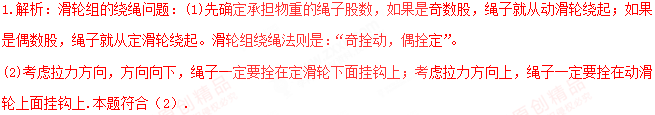 1.解析：滑轮组的绕绳问题：(1)先确定承担物重的绳子股数，如果是奇数股，绳子就从动滑轮绕起；如果
是偶数股，绳子就从定滑轮绕起。滑轮组绕绳法则是：“奇拴动，偶拴定”。
(2)考虑拉力方向，方向向下，绳子一定要拴在定滑轮下面挂钩上；考虑拉力方向上，绳子一定要拴在动滑
轮上面挂钩上.本题符合（2）.